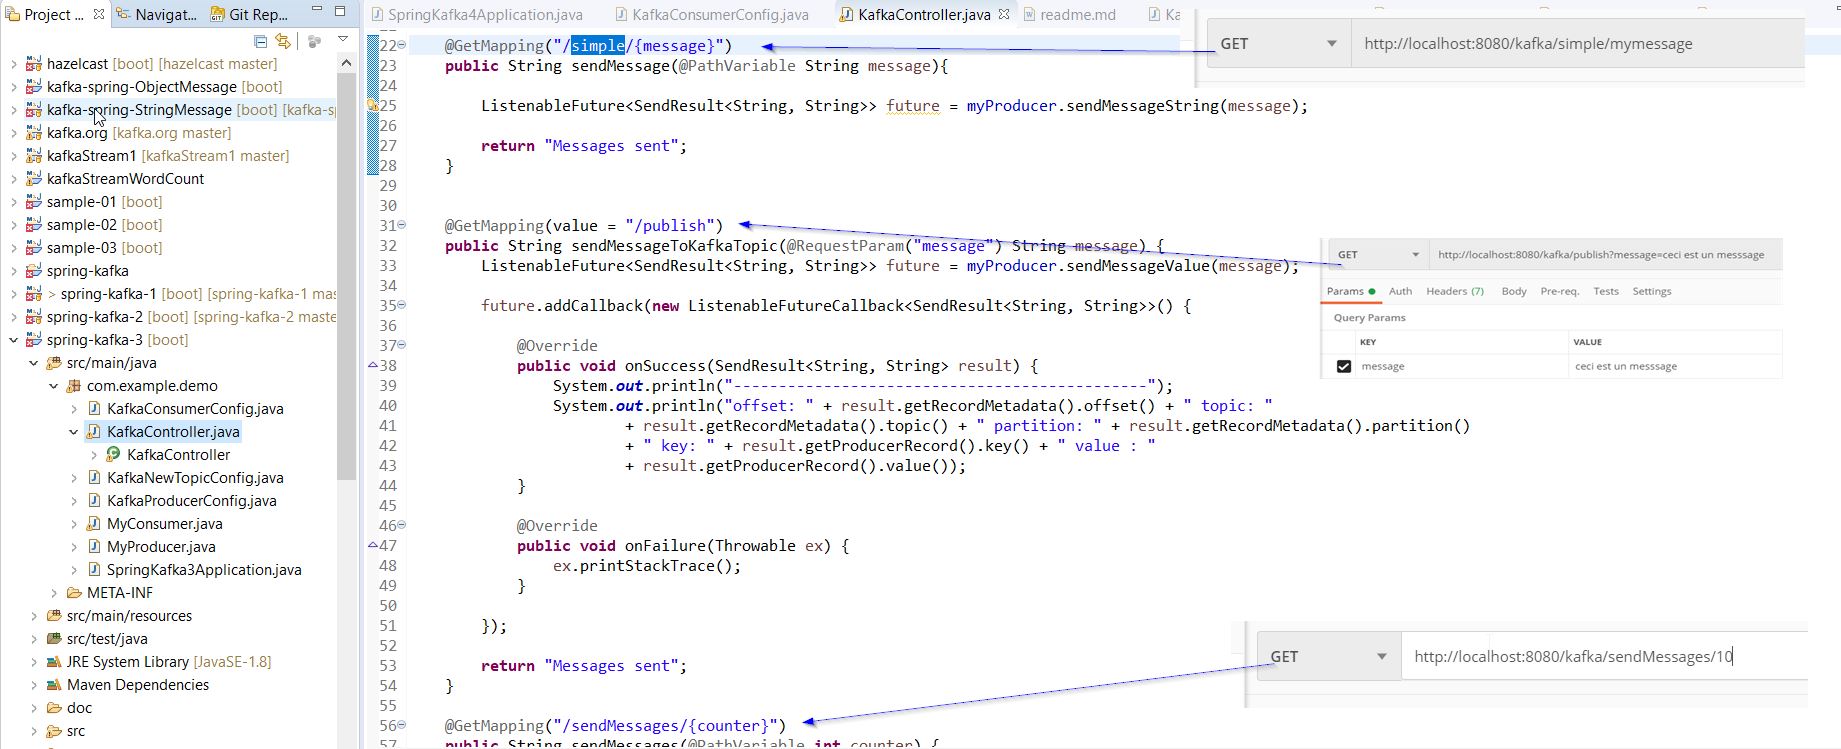 Project ...
Navigat...
Git Rep...
hazelcast [boot] [hazelcast master]
kafka-spring-ObjectMessage [boot]
kafka-spring-StringMessage [boot] [kafka-s
kafka.org [kafka.org master]
kafkaStream1 [kafkaStream1 master]
kafkaStreamWordCount
sample-01 [boot]
sample-02 [boot]
sample-03 [boot]
spring-kafka
> spring-kafka-1 [boot] [spring-kafka-1 mas
spring-kafka-2 [boot] [spring-kafka-2 maste
spring-kafka-3 [boot]
src/main/java
com.example.demo
KafkaConsumerConfig.java
KafkaController.java
KafkaController
KafkaNewTopicConfig.java
KafkaProducerConfig.java
MyConsumer.java
MyProducer.java
SpringKafka3Application.java
META-INF
src/main/resources
src/test/java
JRE System Library [JavaSE-1.8]
Maven Dependencies
doc
src
SpringKafka4Application.java
KafkaConsumerConfig.java
KafkaController.java
readme.md
Ka
22 @GetMapping("/simple/{message}")
23 public String sendMessage(@PathVariable String message){
24
25 ListenableFuture<SendResult<String, String>> future = myProducer.sendMessageString(message);
26
27 return "Messages sent";
28 }
29
30
31 @GetMapping(value = "/publish")
32 public String sendMessageToKafkaTopic(@RequestParam("message") String message) {
33 ListenableFuture<SendResult<String, String>> future = myProducer.sendMessageValue(message);
34
35 future.addCallback(new ListenableFutureCallback<SendResult<String, String>>() {
36
37 @Override
38 public void onSuccess(SendResult<String, String> result) {
39 System.out.println("----------------------------------------------");
40 System.out.println("offset: " + result.getRecordMetadata().offset() + " topic: "
41 + result.getRecordMetadata().topic() + " partition: " + result.getRecordMetadata().partition()
42 + " key: " + result.getProducerRecord().key() + " value : "
43 + result.getProducerRecord().value());
44 }
45
46 @Override
47 public void onFailure(Throwable ex) {
48 ex.printStackTrace();
49 }
50
51 });
52
53 return "Messages sent";
54 }
55
56 @GetMapping("/sendMessages/{counter}")
57 public String sendMessages(@PathVariable int counter) {
GET http://localhost:8080/kafka/simple/mymessage
GET http://localhost:8080/kafka/publish?message=ceci est un messsage
Params Auth Headers (7) Body Pre-req. Tests Settings
Query Params
KEY VALUE
message ceci est un messsage
GET http://localhost:8080/kafka/sendMessages/10